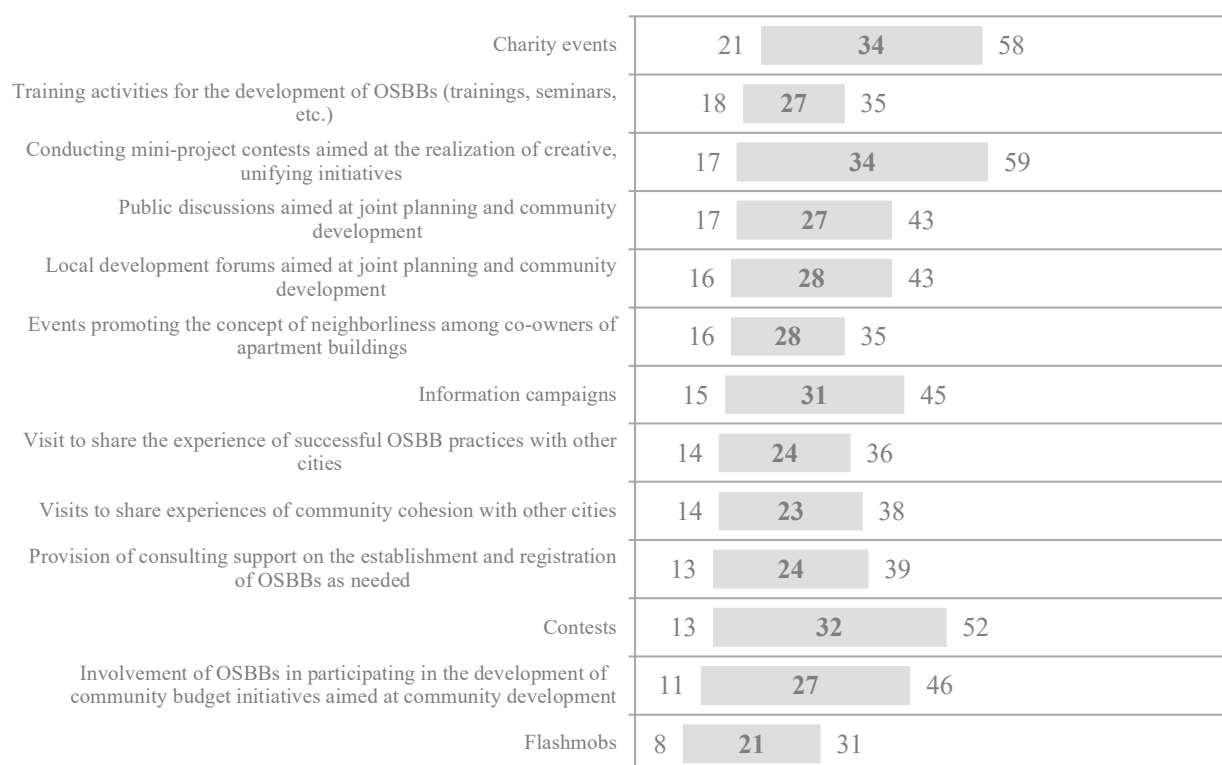 Charity events 21 34 58
Training activities for the development of OSBBs (trainings, seminars,
etc.) 18 27 35
Conducting mini-project contests aimed at the realization of creative,
unifying initiatives 17 34 59
Public discussions aimed at joint planning and community
development 17 27 43
Local development forums aimed at joint planning and community
development 16 28 43
Events promoting the concept of neighborliness among co-owners of
apartment buildings 16 28 35
Information campaigns 15 31 45
Visit to share the experience of successful OSBB practices with other
cities 14 24 36
Visits to share experiences of community cohesion with other cities 14 23 38
Provision of consulting support on the establishment and registration
of OSBBs as needed 13 24 39
Contests 13 32 52
Involvement of OSBBs in participating in the development of
community budget initiatives aimed at community development 11 27 46
Flashmobs 8 21 31